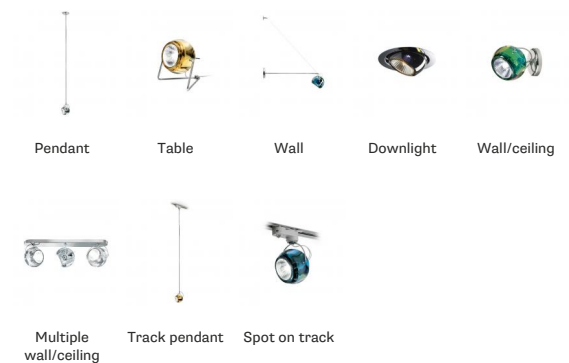 Pendant
Table
Wall
Downlight
Wall/ceiling
Multiple
wall/ceiling
Track pendant
Spot on track